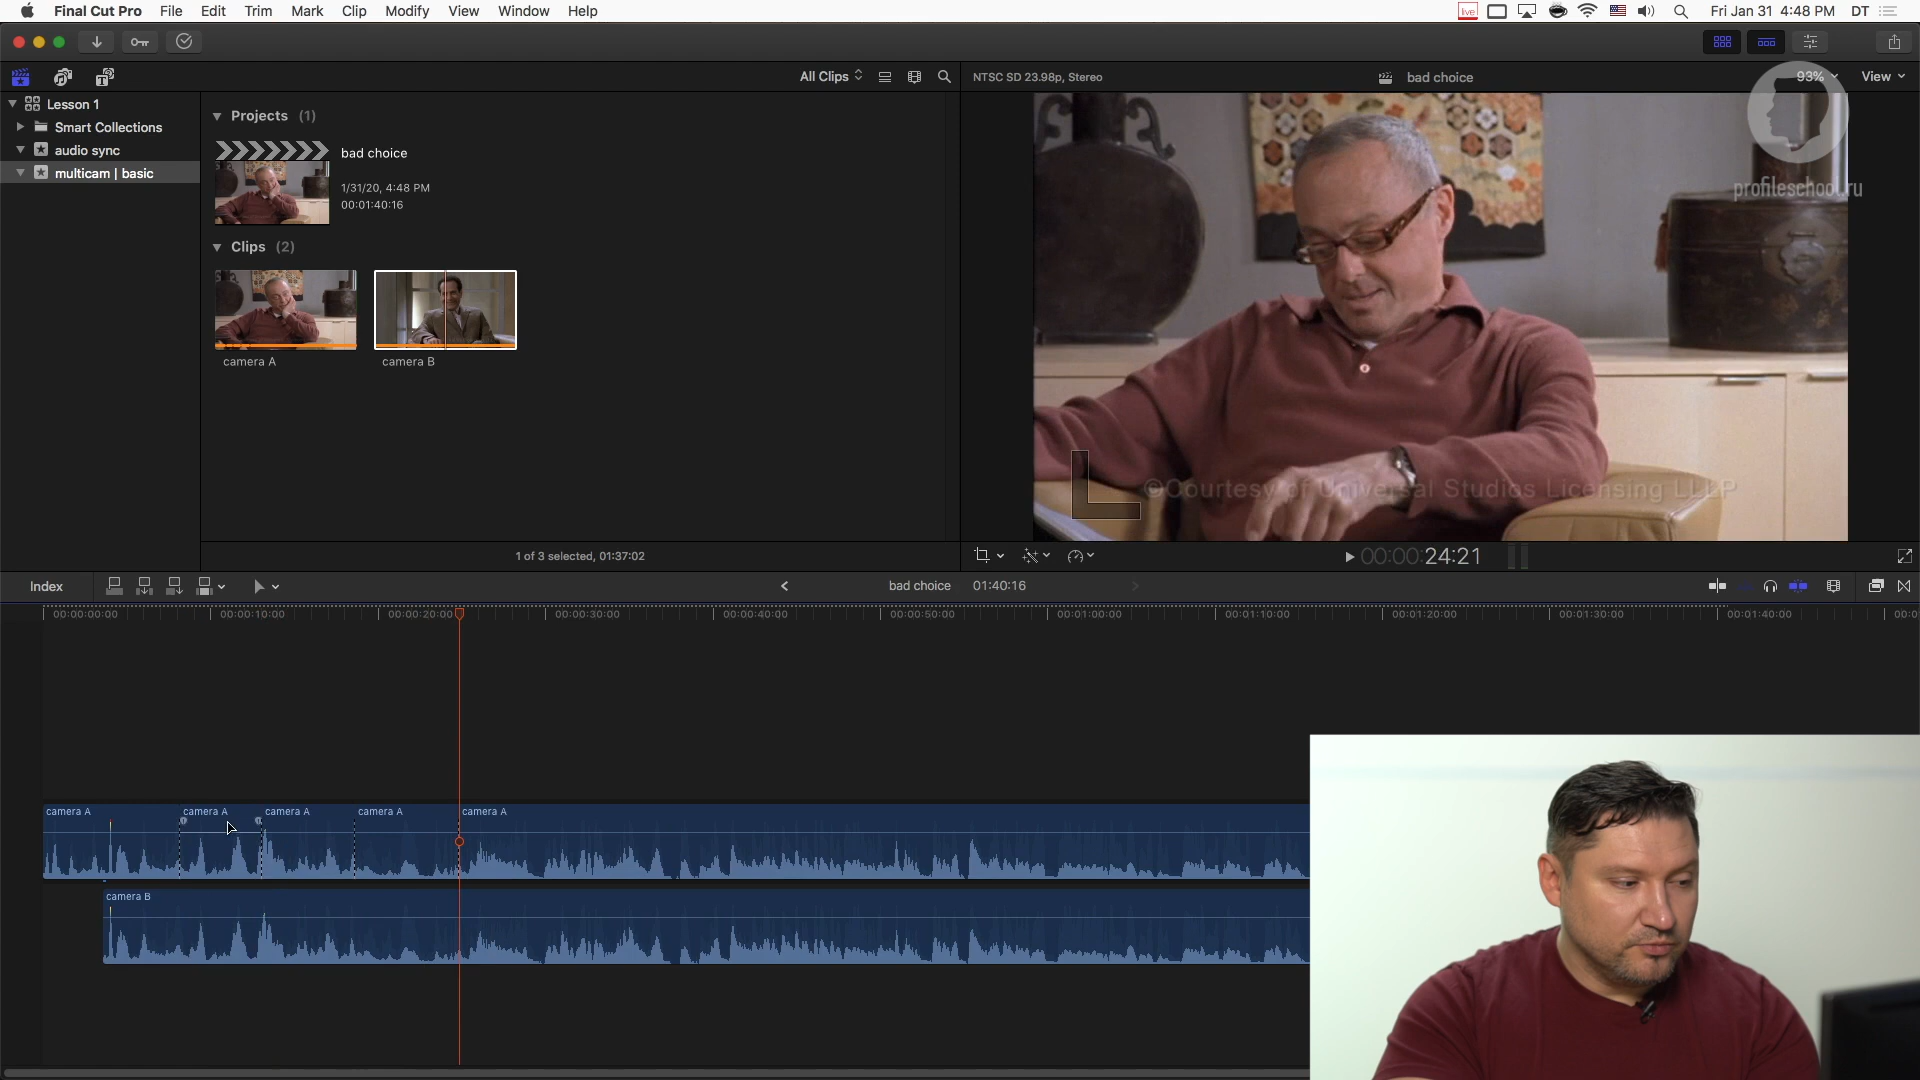 Final Cut Pro File Edit Trim Mark Clip Modify View Window Help
live Fri Jan 31 4:48 PM DT
All Clips
NTSC SD 23.98p, Stereo bad choice 93% View
Lesson 1
Smart Collections
audio sync
multicam | basic
Projects (1)
bad choice
1/31/20, 4:48 PM
00:01:40:16
Clips (2)
camera A
camera B
profileschool.ru
©Courtesy of Universal Studios Licensing LLLP
1 of 3 selected, 01:37:02
00:00:24:21
Index
bad choice 01:40:16
00:00:00:00 00:00:10:00 00:00:20:00 00:00:30:00 00:00:40:00 00:00:50:00 00:01:00:00 00:01:10:00 00:01:20:00 00:01:30:00 00:01:40:00 00:0
camera A camera A camera A camera A camera A
camera B